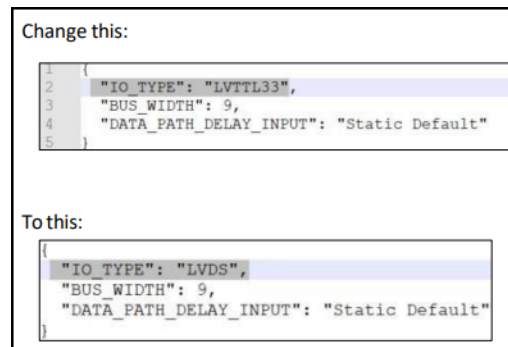 Change this:
1 {
2 "IO_TYPE": "LVTTL33",
3 "BUS_WIDTH": 9,
4 "DATA_PATH_DELAY_INPUT": "Static Default"
5 }
To this:
{
"IO_TYPE": "LVDS",
"BUS_WIDTH": 9,
"DATA_PATH_DELAY_INPUT": "Static Default"
}